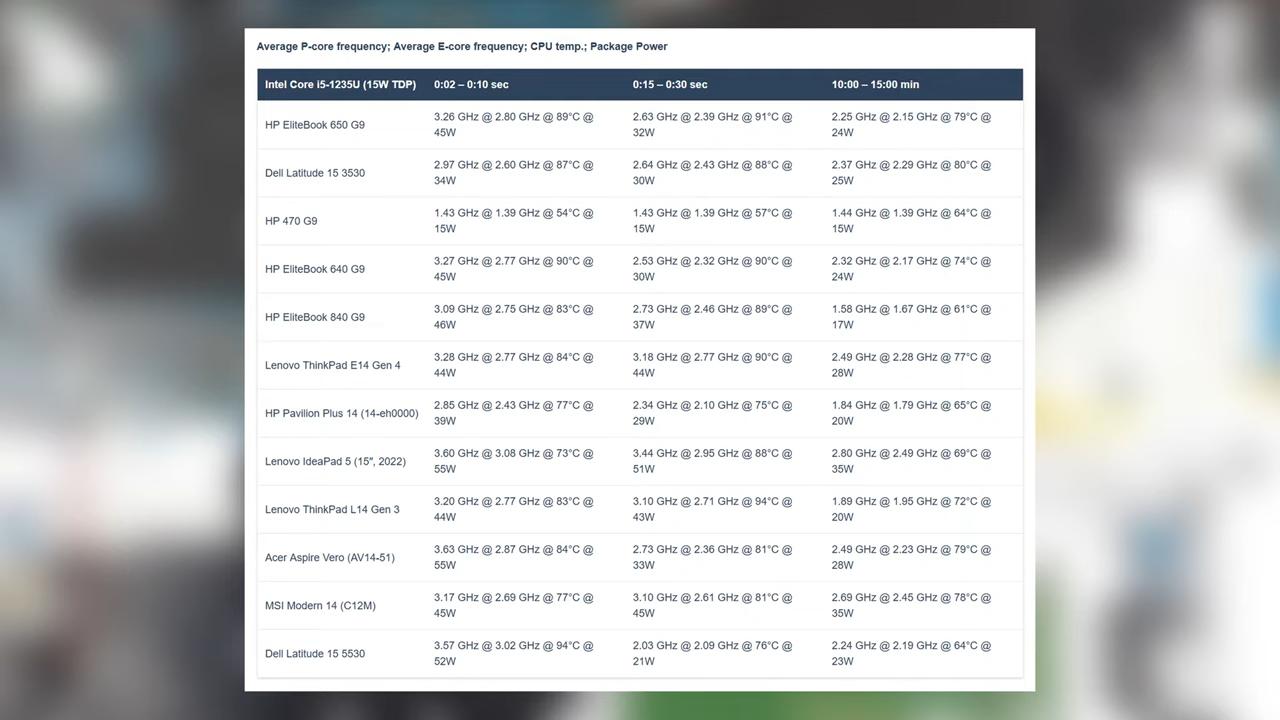 Average P-core frequency; Average E-core frequency; CPU temp.; Package Power
Intel Core i5-1235U (15W TDP) 0:02 – 0:10 sec 0:15 – 0:30 sec 10:00 – 15:00 min
HP EliteBook 650 G9 3.26 GHz @ 2.80 GHz @ 89°C @ 45W 2.63 GHz @ 2.39 GHz @ 91°C @ 32W 2.25 GHz @ 2.15 GHz @ 79°C @ 24W
Dell Latitude 15 3530 2.97 GHz @ 2.60 GHz @ 87°C @ 34W 2.64 GHz @ 2.43 GHz @ 88°C @ 30W 2.37 GHz @ 2.29 GHz @ 80°C @ 25W
HP 470 G9 1.43 GHz @ 1.39 GHz @ 54°C @ 15W 1.43 GHz @ 1.39 GHz @ 57°C @ 15W 1.44 GHz @ 1.39 GHz @ 64°C @ 15W
HP EliteBook 640 G9 3.27 GHz @ 2.77 GHz @ 90°C @ 45W 2.53 GHz @ 2.32 GHz @ 90°C @ 30W 2.32 GHz @ 2.17 GHz @ 74°C @ 24W
HP EliteBook 840 G9 3.09 GHz @ 2.75 GHz @ 83°C @ 46W 2.73 GHz @ 2.46 GHz @ 89°C @ 37W 1.58 GHz @ 1.67 GHz @ 61°C @ 17W
Lenovo ThinkPad E14 Gen 4 3.28 GHz @ 2.77 GHz @ 84°C @ 44W 3.18 GHz @ 2.77 GHz @ 90°C @ 44W 2.49 GHz @ 2.28 GHz @ 77°C @ 28W
HP Pavilion Plus 14 (14-eh0000) 2.85 GHz @ 2.43 GHz @ 77°C @ 39W 2.34 GHz @ 2.10 GHz @ 75°C @ 29W 1.84 GHz @ 1.79 GHz @ 65°C @ 20W
Lenovo IdeaPad 5 (15″, 2022) 3.60 GHz @ 3.08 GHz @ 73°C @ 55W 3.44 GHz @ 2.95 GHz @ 88°C @ 51W 2.80 GHz @ 2.49 GHz @ 69°C @ 35W
Lenovo ThinkPad L14 Gen 3 3.20 GHz @ 2.77 GHz @ 83°C @ 44W 3.10 GHz @ 2.71 GHz @ 94°C @ 43W 1.89 GHz @ 1.95 GHz @ 72°C @ 20W
Acer Aspire Vero (AV14-51) 3.63 GHz @ 2.87 GHz @ 84°C @ 55W 2.73 GHz @ 2.36 GHz @ 81°C @ 33W 2.49 GHz @ 2.23 GHz @ 79°C @ 28W
MSI Modern 14 (C12M) 3.17 GHz @ 2.69 GHz @ 77°C @ 45W 3.10 GHz @ 2.61 GHz @ 81°C @ 45W 2.69 GHz @ 2.45 GHz @ 78°C @ 35W
Dell Latitude 15 5530 3.57 GHz @ 3.02 GHz @ 94°C @ 52W 2.03 GHz @ 2.09 GHz @ 76°C @ 21W 2.24 GHz @ 2.19 GHz @ 64°C @ 23W